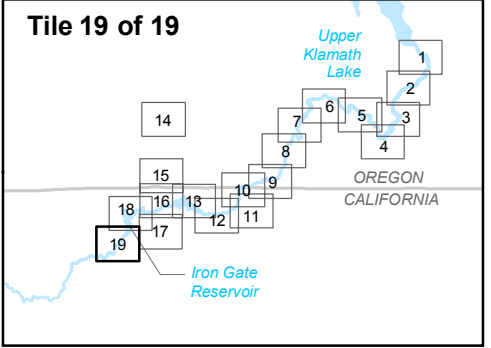 Tile 19 of 19
Upper
Klamath
Lake
1
2
3
4
5
6
7
8
9
10
11
12
13
14
15
16
17
18
19
OREGON
CALIFORNIA
Iron Gate
Reservoir